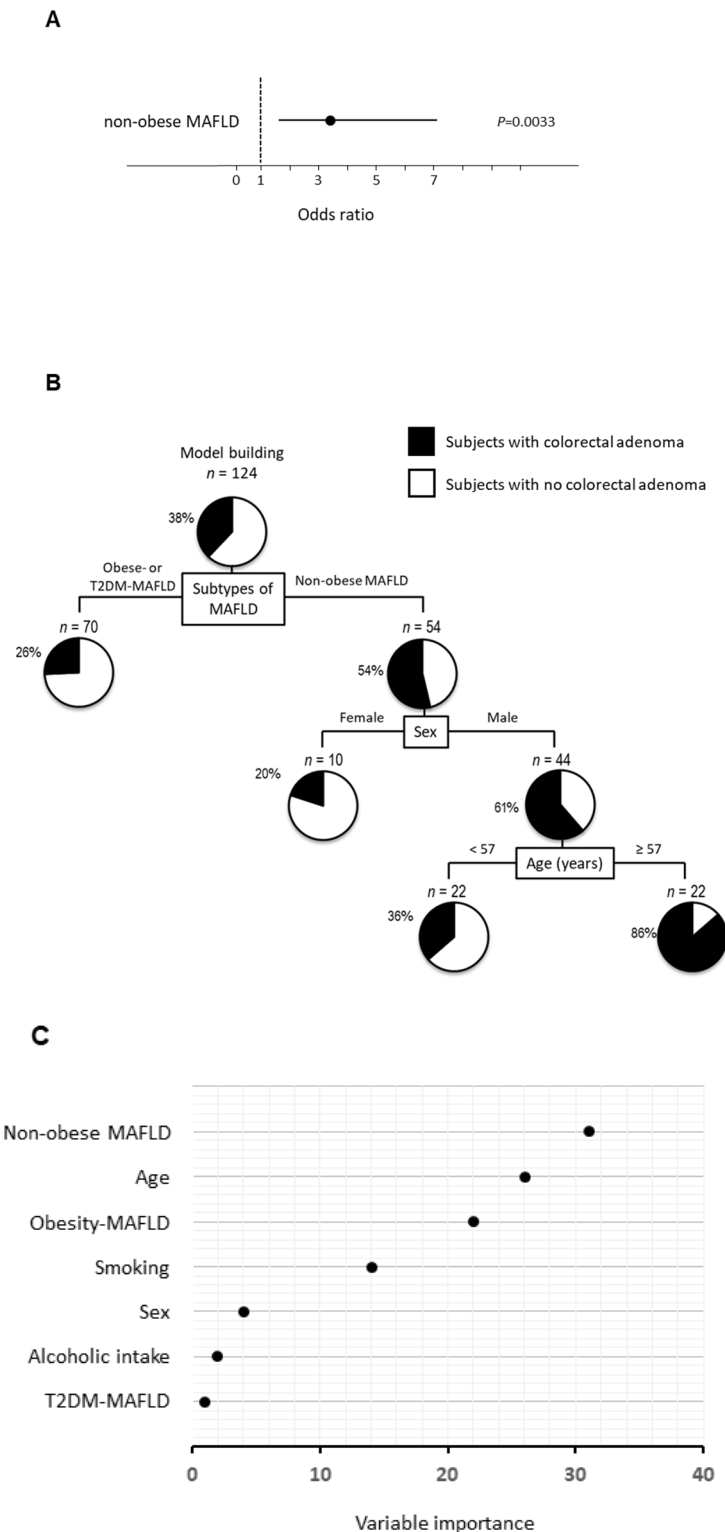 A
non-obese MAFLD
P=0.0033
0 1 3 5 7
Odds ratio
B
Subjects with colorectal adenoma
Subjects with no colorectal adenoma
Model building
n = 124
38%
Obese- or
T2DM-MAFLD
Subtypes of
MAFLD
Non-obese MAFLD
n = 70
n = 54
26%
54%
Female
Sex
Male
n = 10
n = 44
20%
61%
< 57
Age (years)
≥ 57
n = 22
n = 22
36%
86%
C
Non-obese MAFLD
Age
Obesity-MAFLD
Smoking
Sex
Alcoholic intake
T2DM-MAFLD
0 10 20 30 40
Variable importance